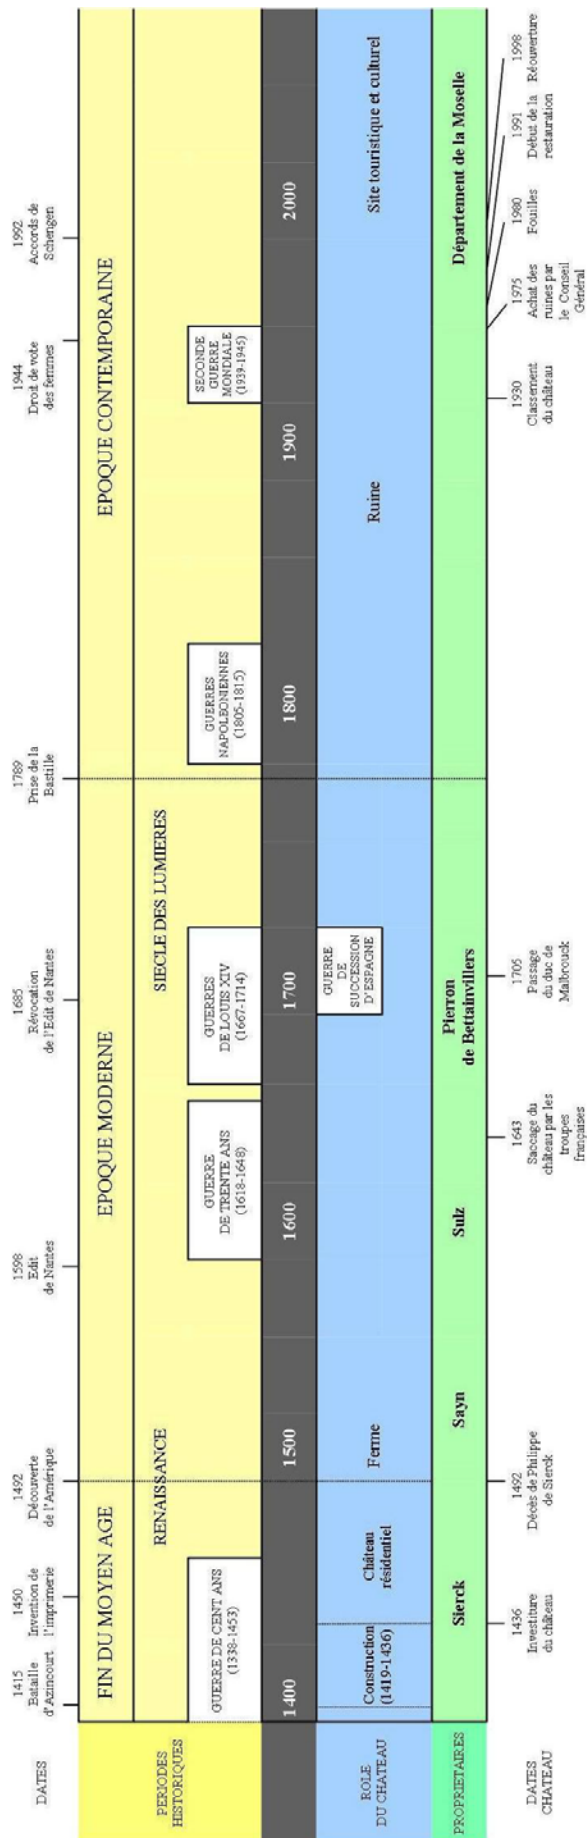 DATES
1415
Bataille
d'Azincourt
1450
Invention de
l'imprimerie
1492
Découverte
de l'Amérique
1598
Edit
de Nantes
1685
Révocation
de l'Edit de Nantes
1789
Prise de la
Bastille
1944
Droit de vote
des femmes
1992
Accords de
Schengen
PERIODES
HISTORIQUES
FIN DU MOYEN AGE
EPOQUE MODERNE
EPOQUE CONTEMPORAINE
RENAISSANCE
SIECLE DES LUMIERES
GUERRE DE CENT ANS
(1338-1453)
GUERRE
DE TRENTE ANS
(1618-1648)
GUERRES
DE LOUIS XIV
(1667-1714)
GUERRES
NAPOLEONIENNES
(1805-1815)
SECONDE
GUERRE
MONDIALE
(1939-1945)
1400
1500
1600
1700
1800
1900
2000
ROLE
DU CHATEAU
Construction
(1419-1436)
Château
résidentiel
Ferme
GUERRE
DE
SUCCESSION
D'ESPAGNE
Ruine
Site touristique et culturel
PROPRIETAIRES
Sierck
Sayn
Sulz
Pierron
de Bettainvillers
Département de la Moselle
DATES
CHATEAU
1436
Investiture
du château
1492
Décès de Philippe
de Sierck
1643
Saccage du
château par les
troupes
françaises
1705
Passage
du duc de
Malbrouck
1930
Classement
du château
1975
Achat des
ruines par
le Conseil
Général
1980
Fouilles
1991
Début de la
restauration
1998
Réouverture